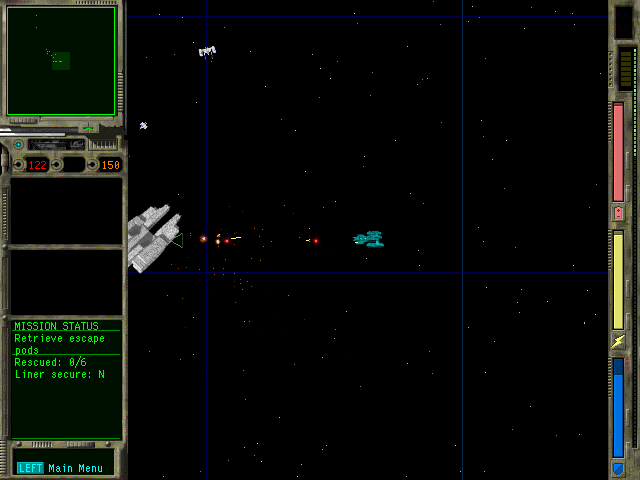 122 150
MISSION STATUS
Retrieve escape
pods
Rescued: 0/6
Liner secure: N
LEFT Main Menu